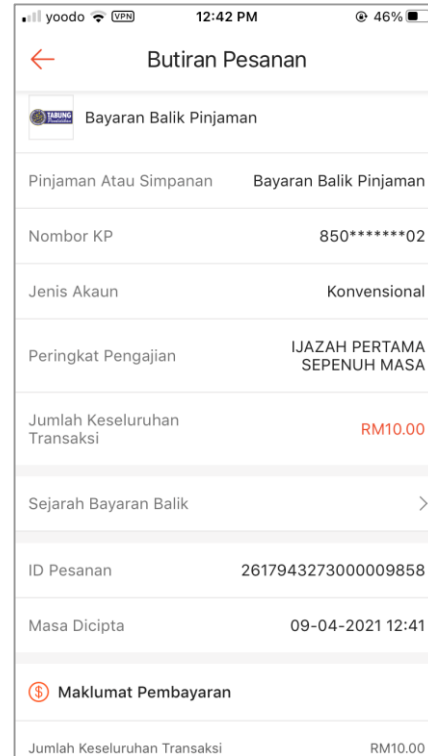 yoodo VPN 12:42 PM 46%
Butiran Pesanan
TABUNG Bayaran Balik Pinjaman
Pinjaman Atau Simpanan Bayaran Balik Pinjaman
Nombor KP 850*******02
Jenis Akaun Konvensional
IJAZAH PERTAMA
Peringkat Pengajian
SEPENUH MASA
Jumlah Keseluruhan
Transaksi
RM10.00
Sejarah Bayaran Balik
ID Pesanan 2617943273000009858
Masa Dicipta 09-04-2021 12:41
Maklumat Pembayaran
Jumlah Keseluruhan Transaksi RM10.00